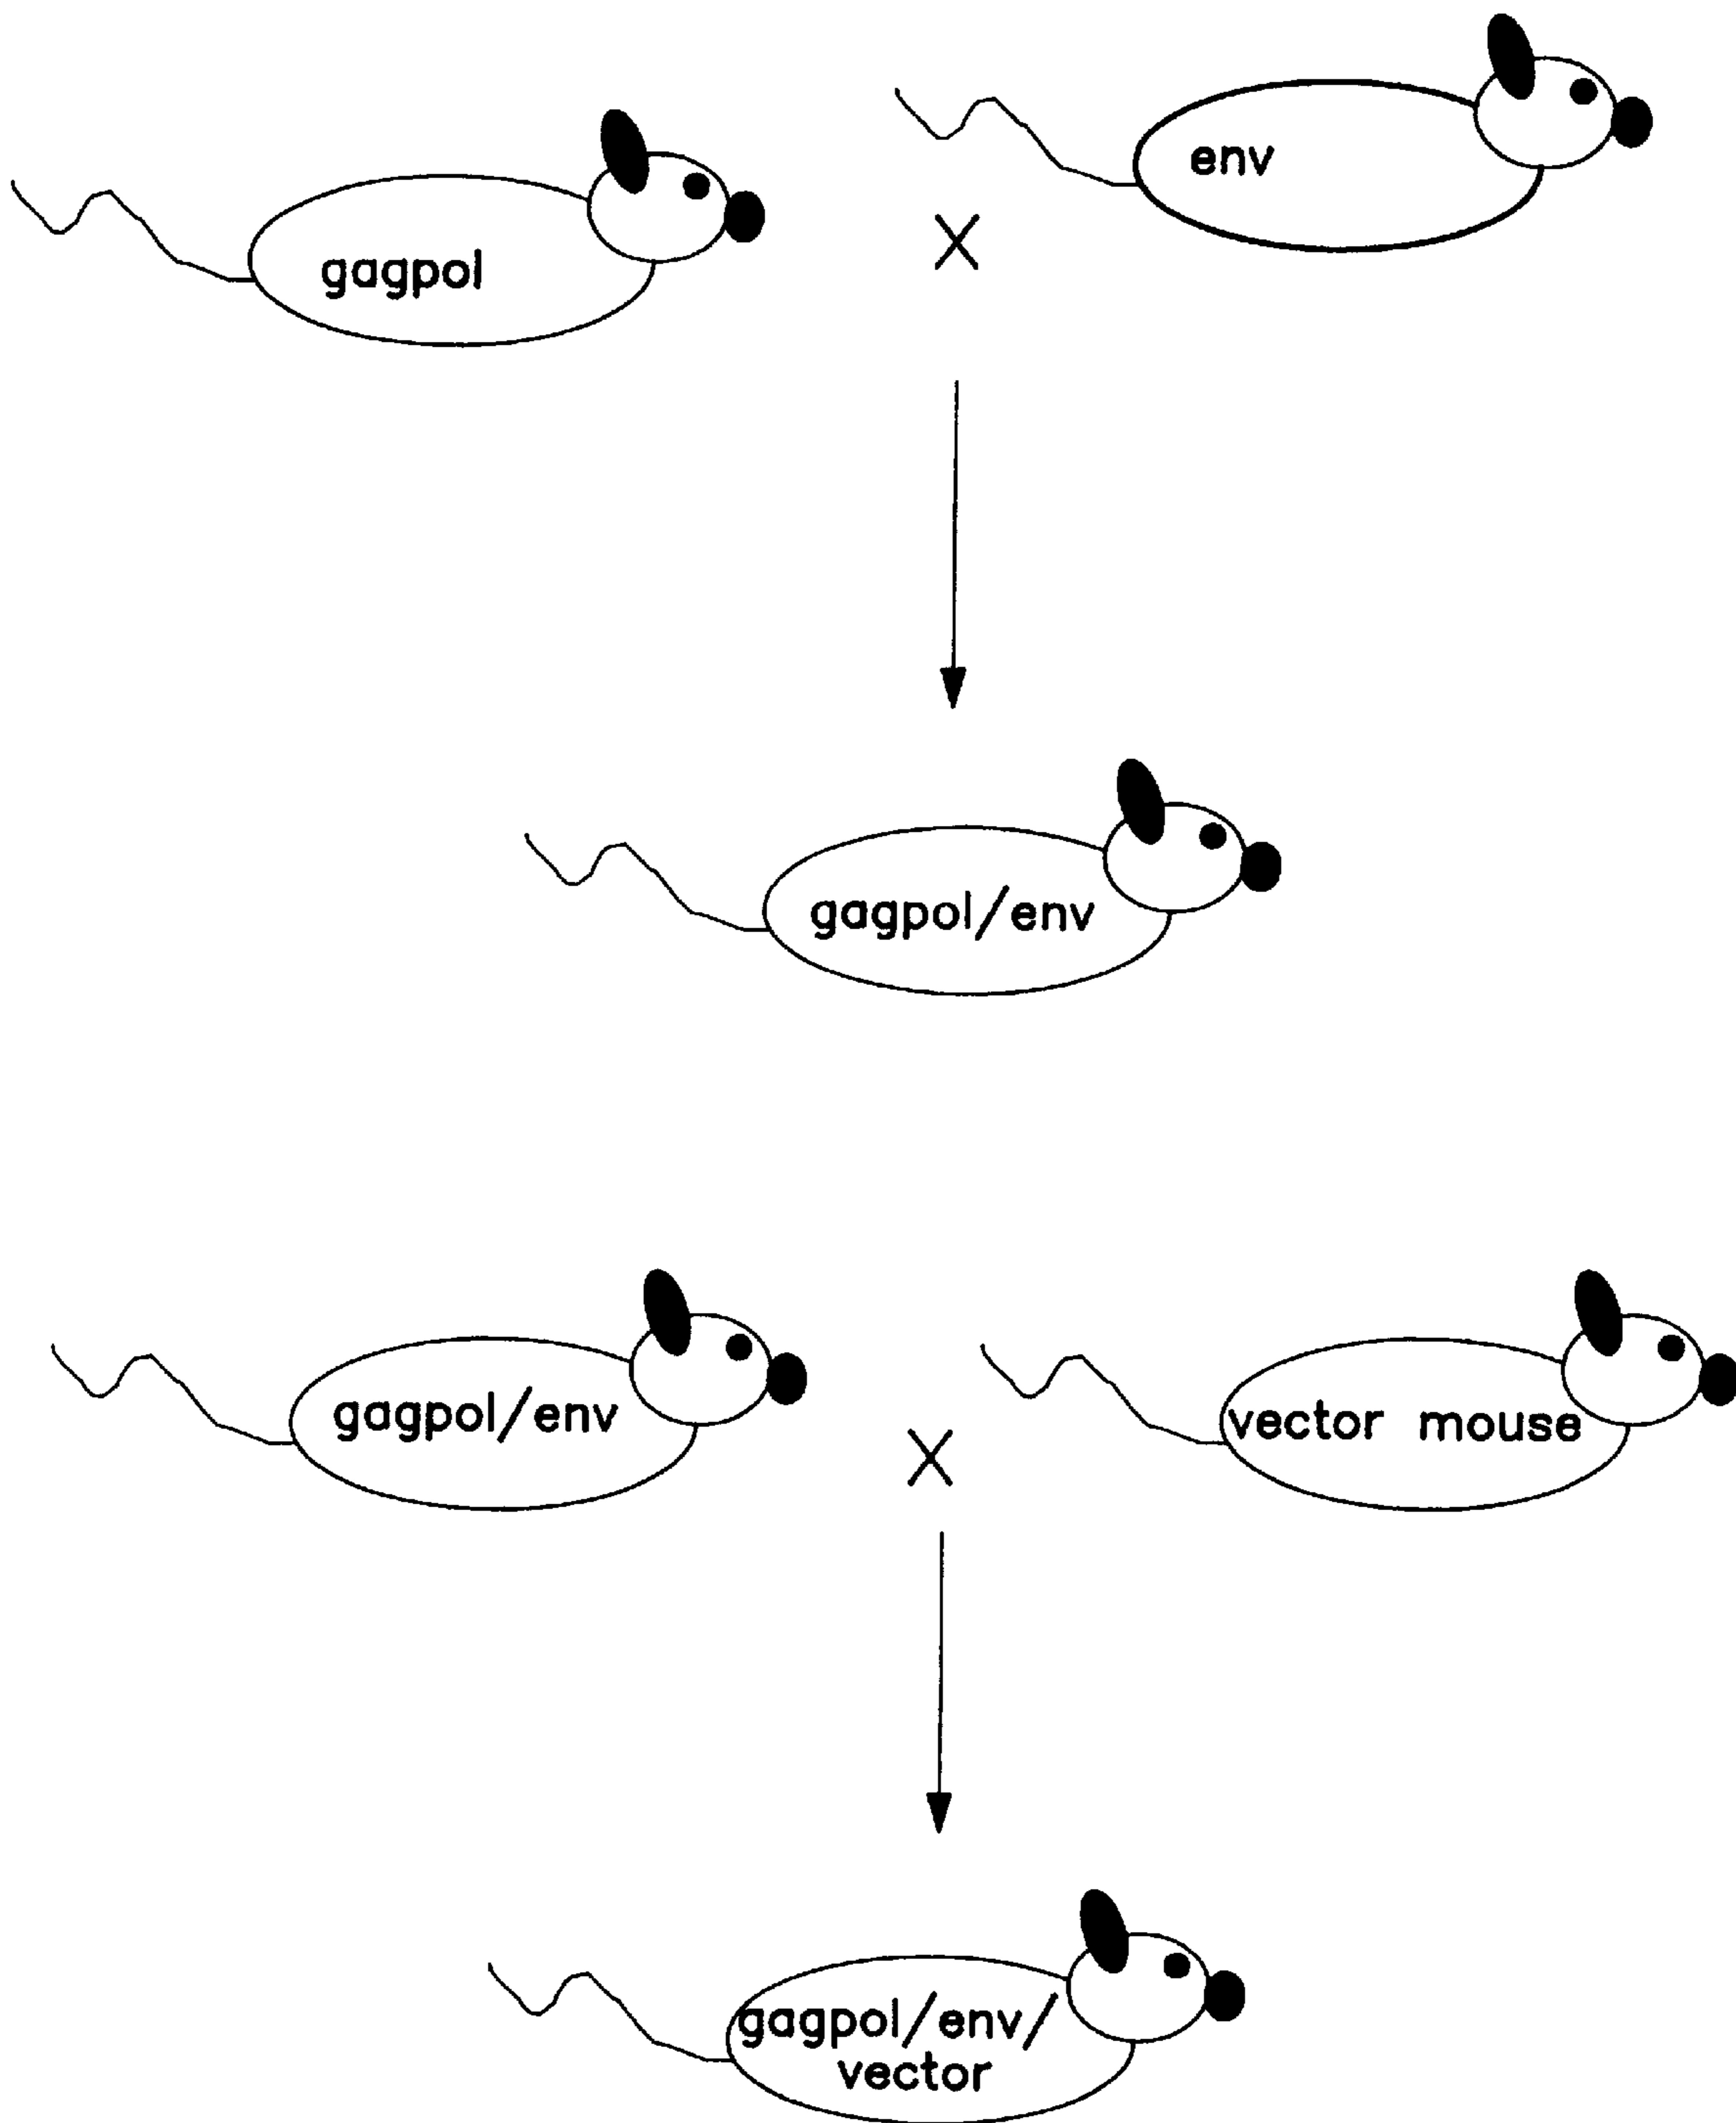 env
gagpol
X
gagpol/env
gagpol/env
vector mouse
X
gagpol/env/
vector